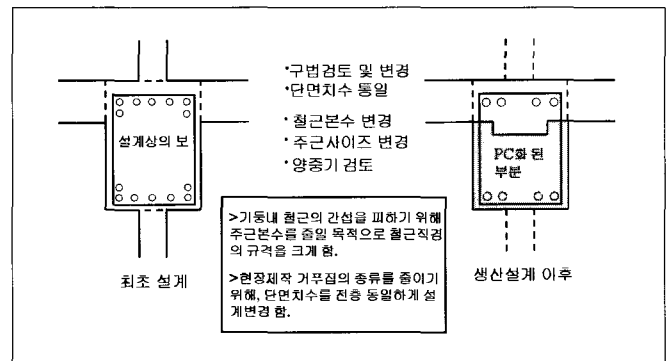 ·구법검토 및 변경
·단면치수 통일
· 철근본수 변경
· 주근사이즈 변경
· 양중기 검토
설계상의 보
PC화 된
부분
>기둥내 철근의 간섭을 피하기 위해
주근본수를 줄일 목적으로 철근직경
의 규격을 크게 함.
>현장제작 거푸집의 종류를 줄이기
위해, 단면치수를 전층 동일하게 설
계변경 함.
최초 설계
생산설계 이후